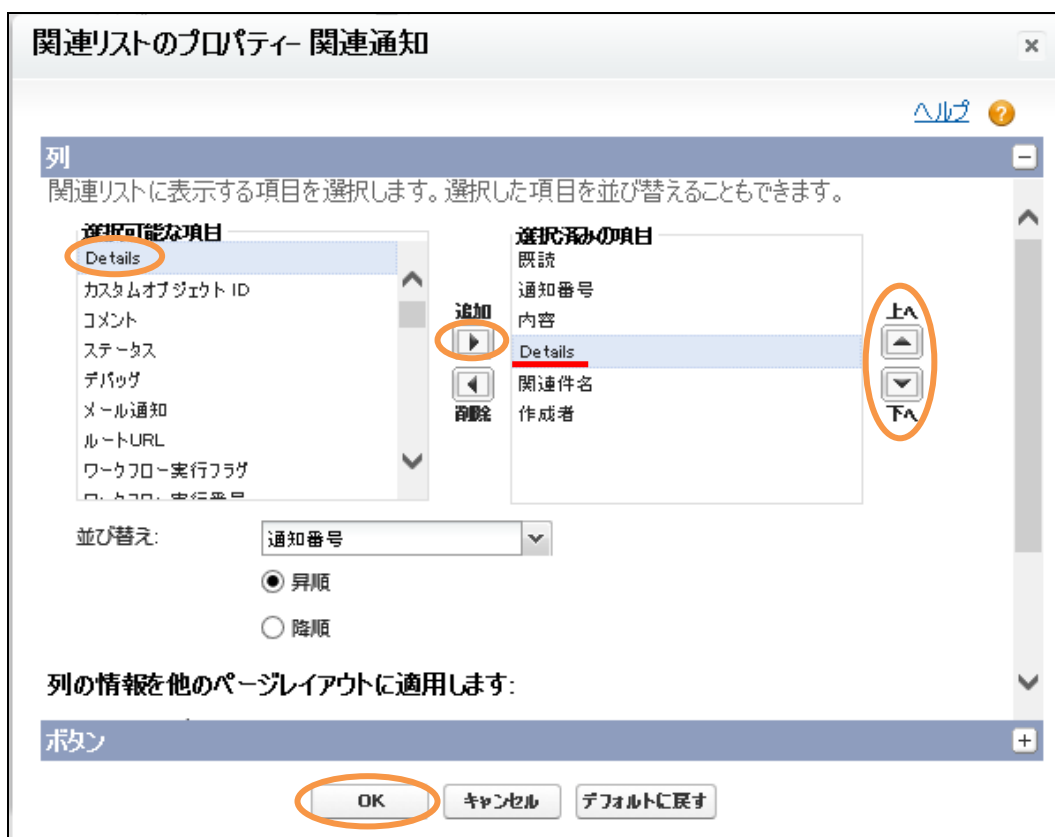 関連リストのプロパティ- 関連通知
ヘルプ
列
関連リストに表示する項目を選択します。選択した項目を並び替えることもできます。
選択可能な項目
Details
カスタムオブジェクト ID
コメント
ステータス
デバッグ
メール通知
ルートURL
ワークフロー実行フラグ
ワークフロー実行番号
追加
削除
選択済みの項目
既読
通知番号
内容
Details
関連件名
作成者
上へ
下へ
並び替え:
通知番号
昇順
降順
列の情報を他のページレイアウトに適用します:
ボタン
OK
キャンセル
デフォルトに戻す